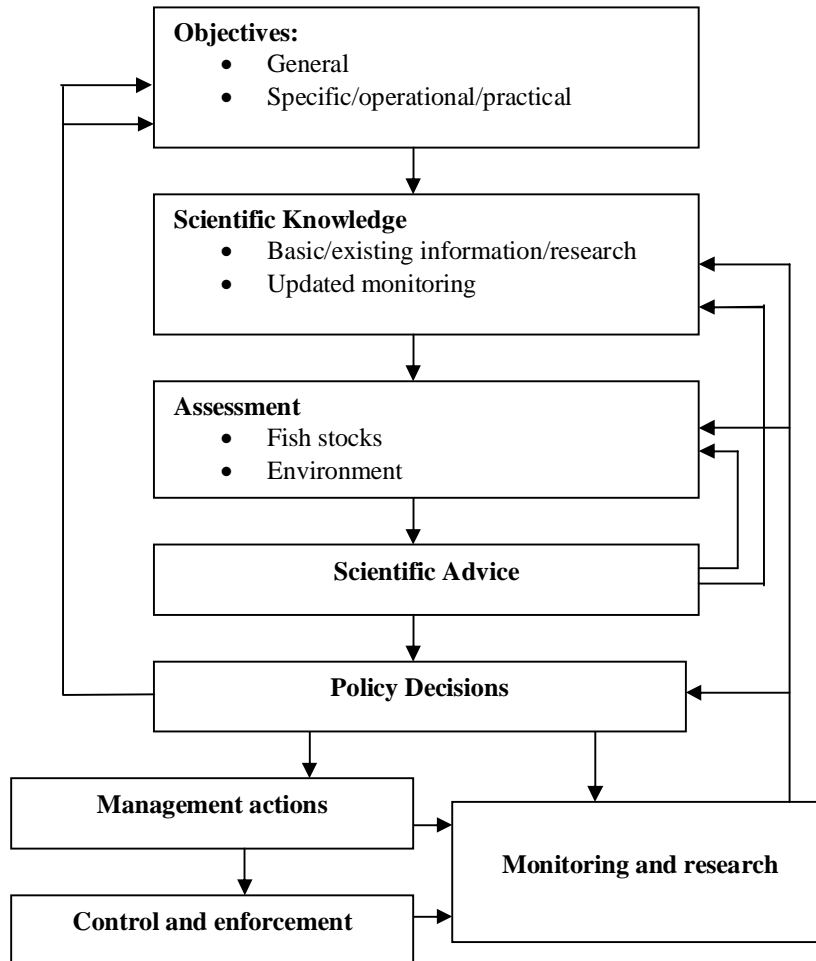 Objectives:
• General
• Specific/operational/practical
Scientific Knowledge
• Basic/existing information/research
• Updated monitoring
Assessment
• Fish stocks
• Environment
Scientific Advice
Policy Decisions
Management actions
Monitoring and research
Control and enforcement